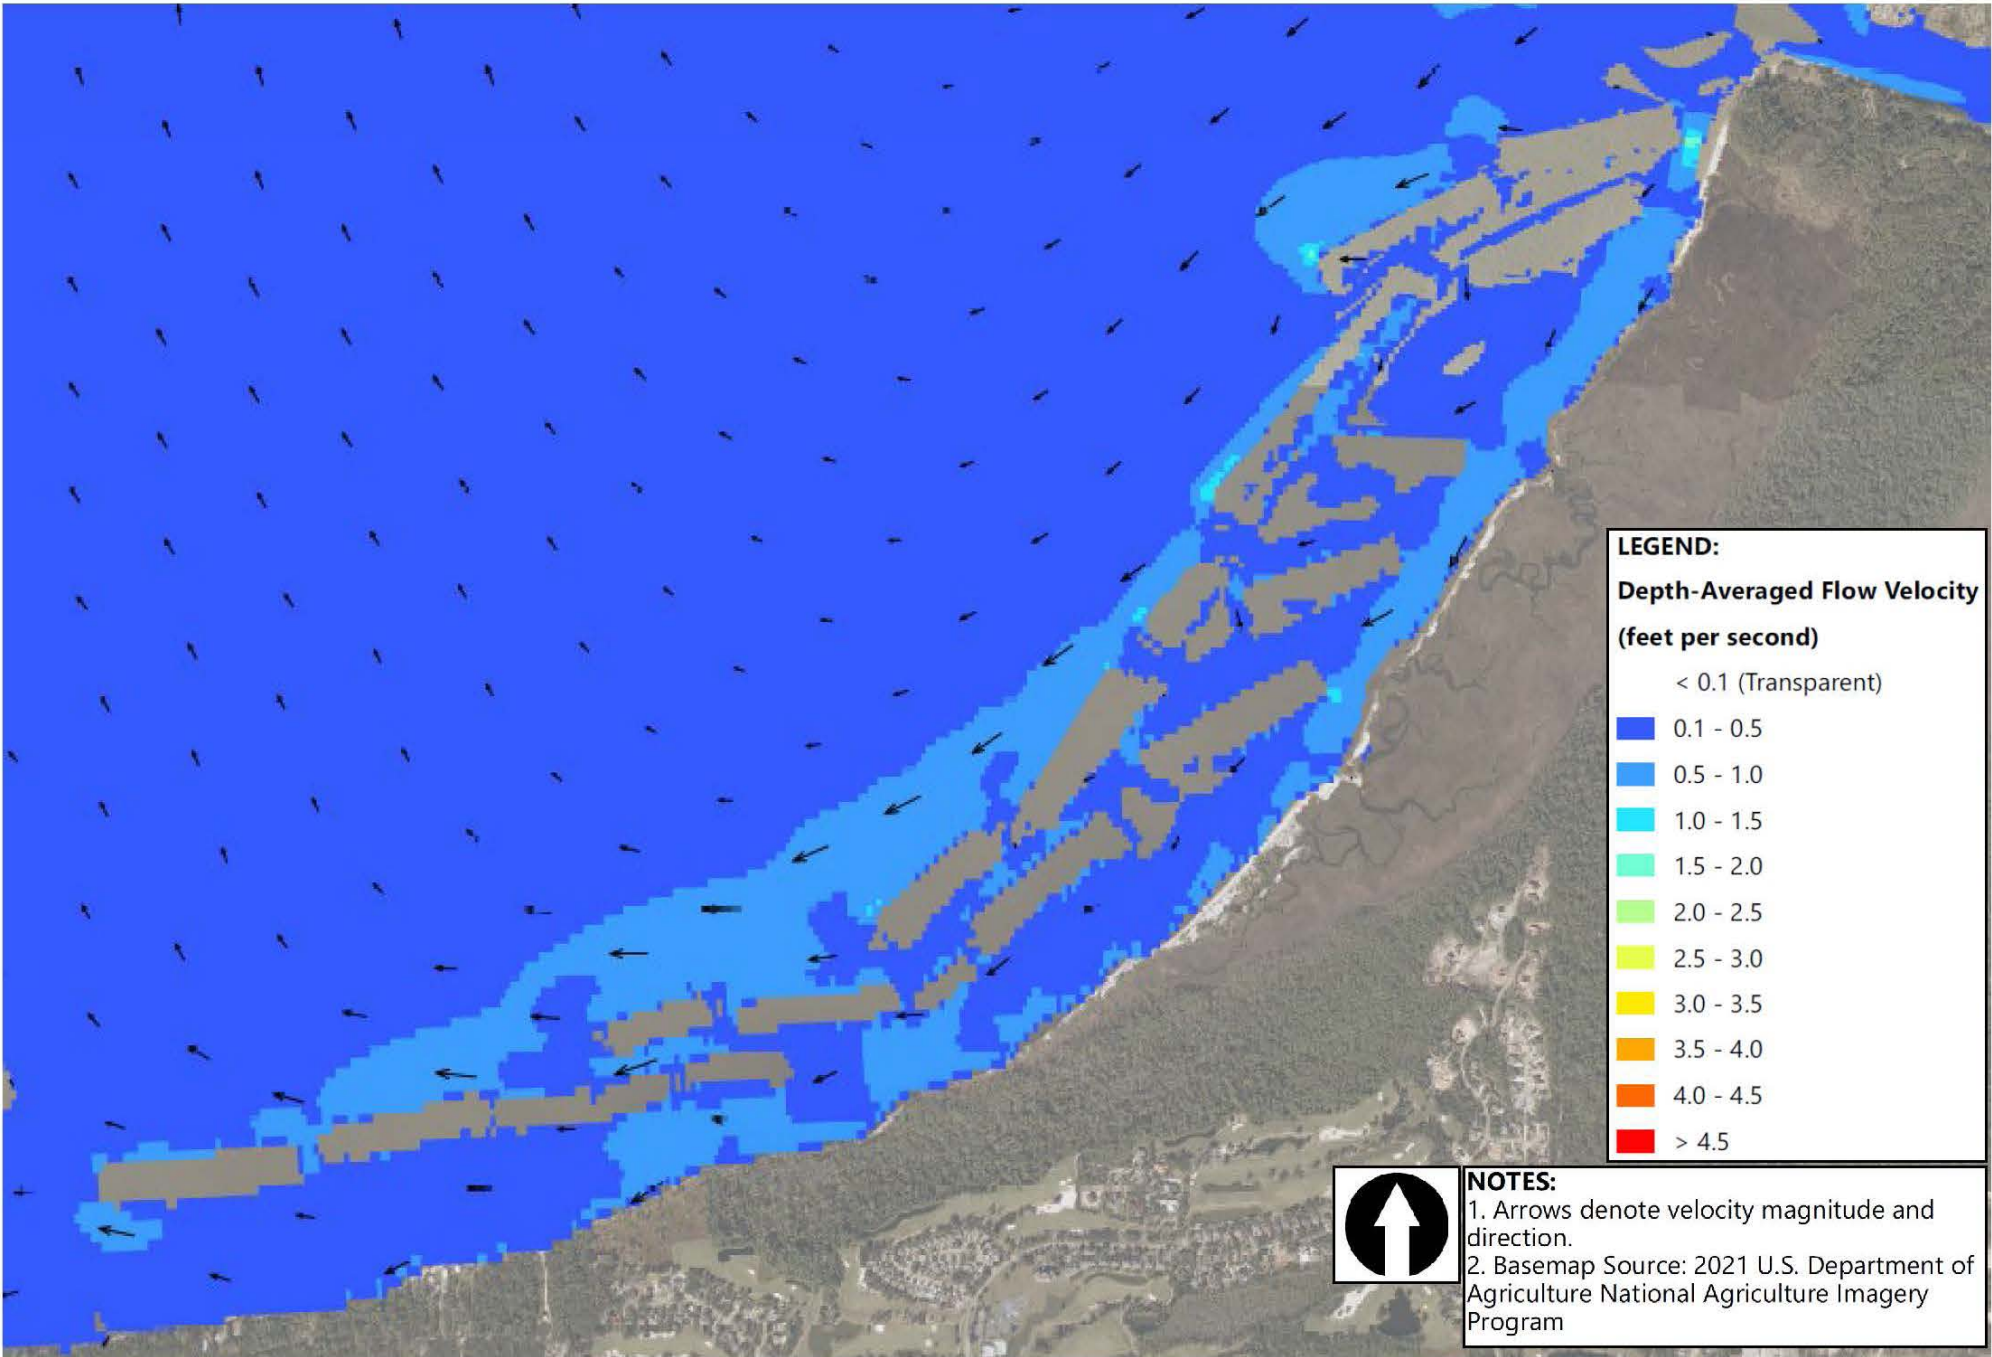 LEGEND:
Depth-Averaged Flow Velocity
(feet per second)
< 0.1 (Transparent)
0.1 - 0.5
0.5 - 1.0
1.0 - 1.5
1.5 - 2.0
2.0 - 2.5
2.5 - 3.0
3.0 - 3.5
3.5 - 4.0
4.0 - 4.5
> 4.5
NOTES:
1. Arrows denote velocity magnitude and
direction.
2. Basemap Source: 2021 U.S. Department of
Agriculture National Agriculture Imagery
Program